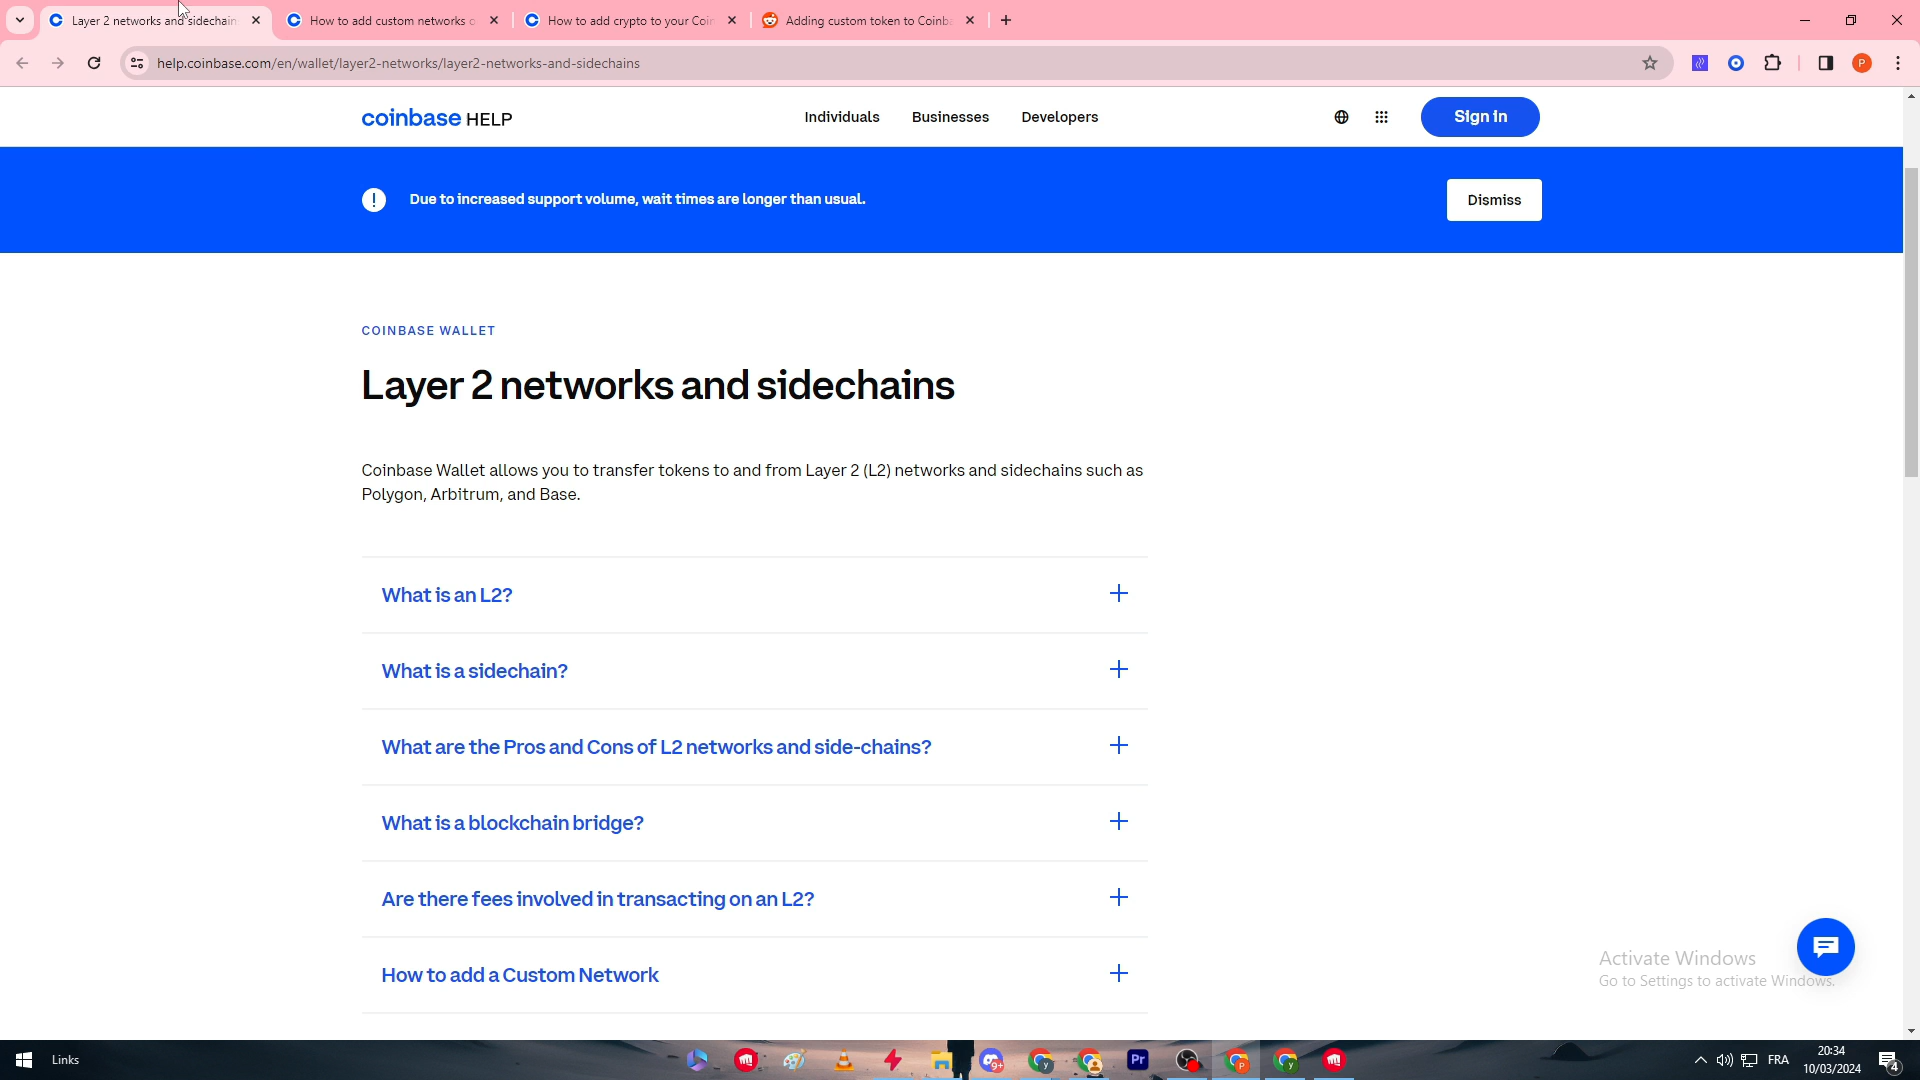 Layer 2 networks and sidechain
How to add custom networks o
How to add crypto to your Coin
Adding custom token to Coinb
help.coinbase.com/en/wallet/layer2-networks/layer2-networks-and-sidechains
P
coinbase HELP
Individuals
Businesses
Developers
Sign in
Due to increased support volume, wait times are longer than usual.
Dismiss
COINBASE WALLET
Layer 2 networks and sidechains
Coinbase Wallet allows you to transfer tokens to and from Layer 2 (L2) networks and sidechains such as
Polygon, Arbitrum, and Base.
What is an L2?
What is a sidechain?
What are the Pros and Cons of L2 networks and side-chains?
What is a blockchain bridge?
Are there fees involved in transacting on an L2?
How to add a Custom Network
Activate Windows
Go to Settings to activate Windows.
Links
9+
y
Pr
P
y
FRA
20:34
10/03/2024
4